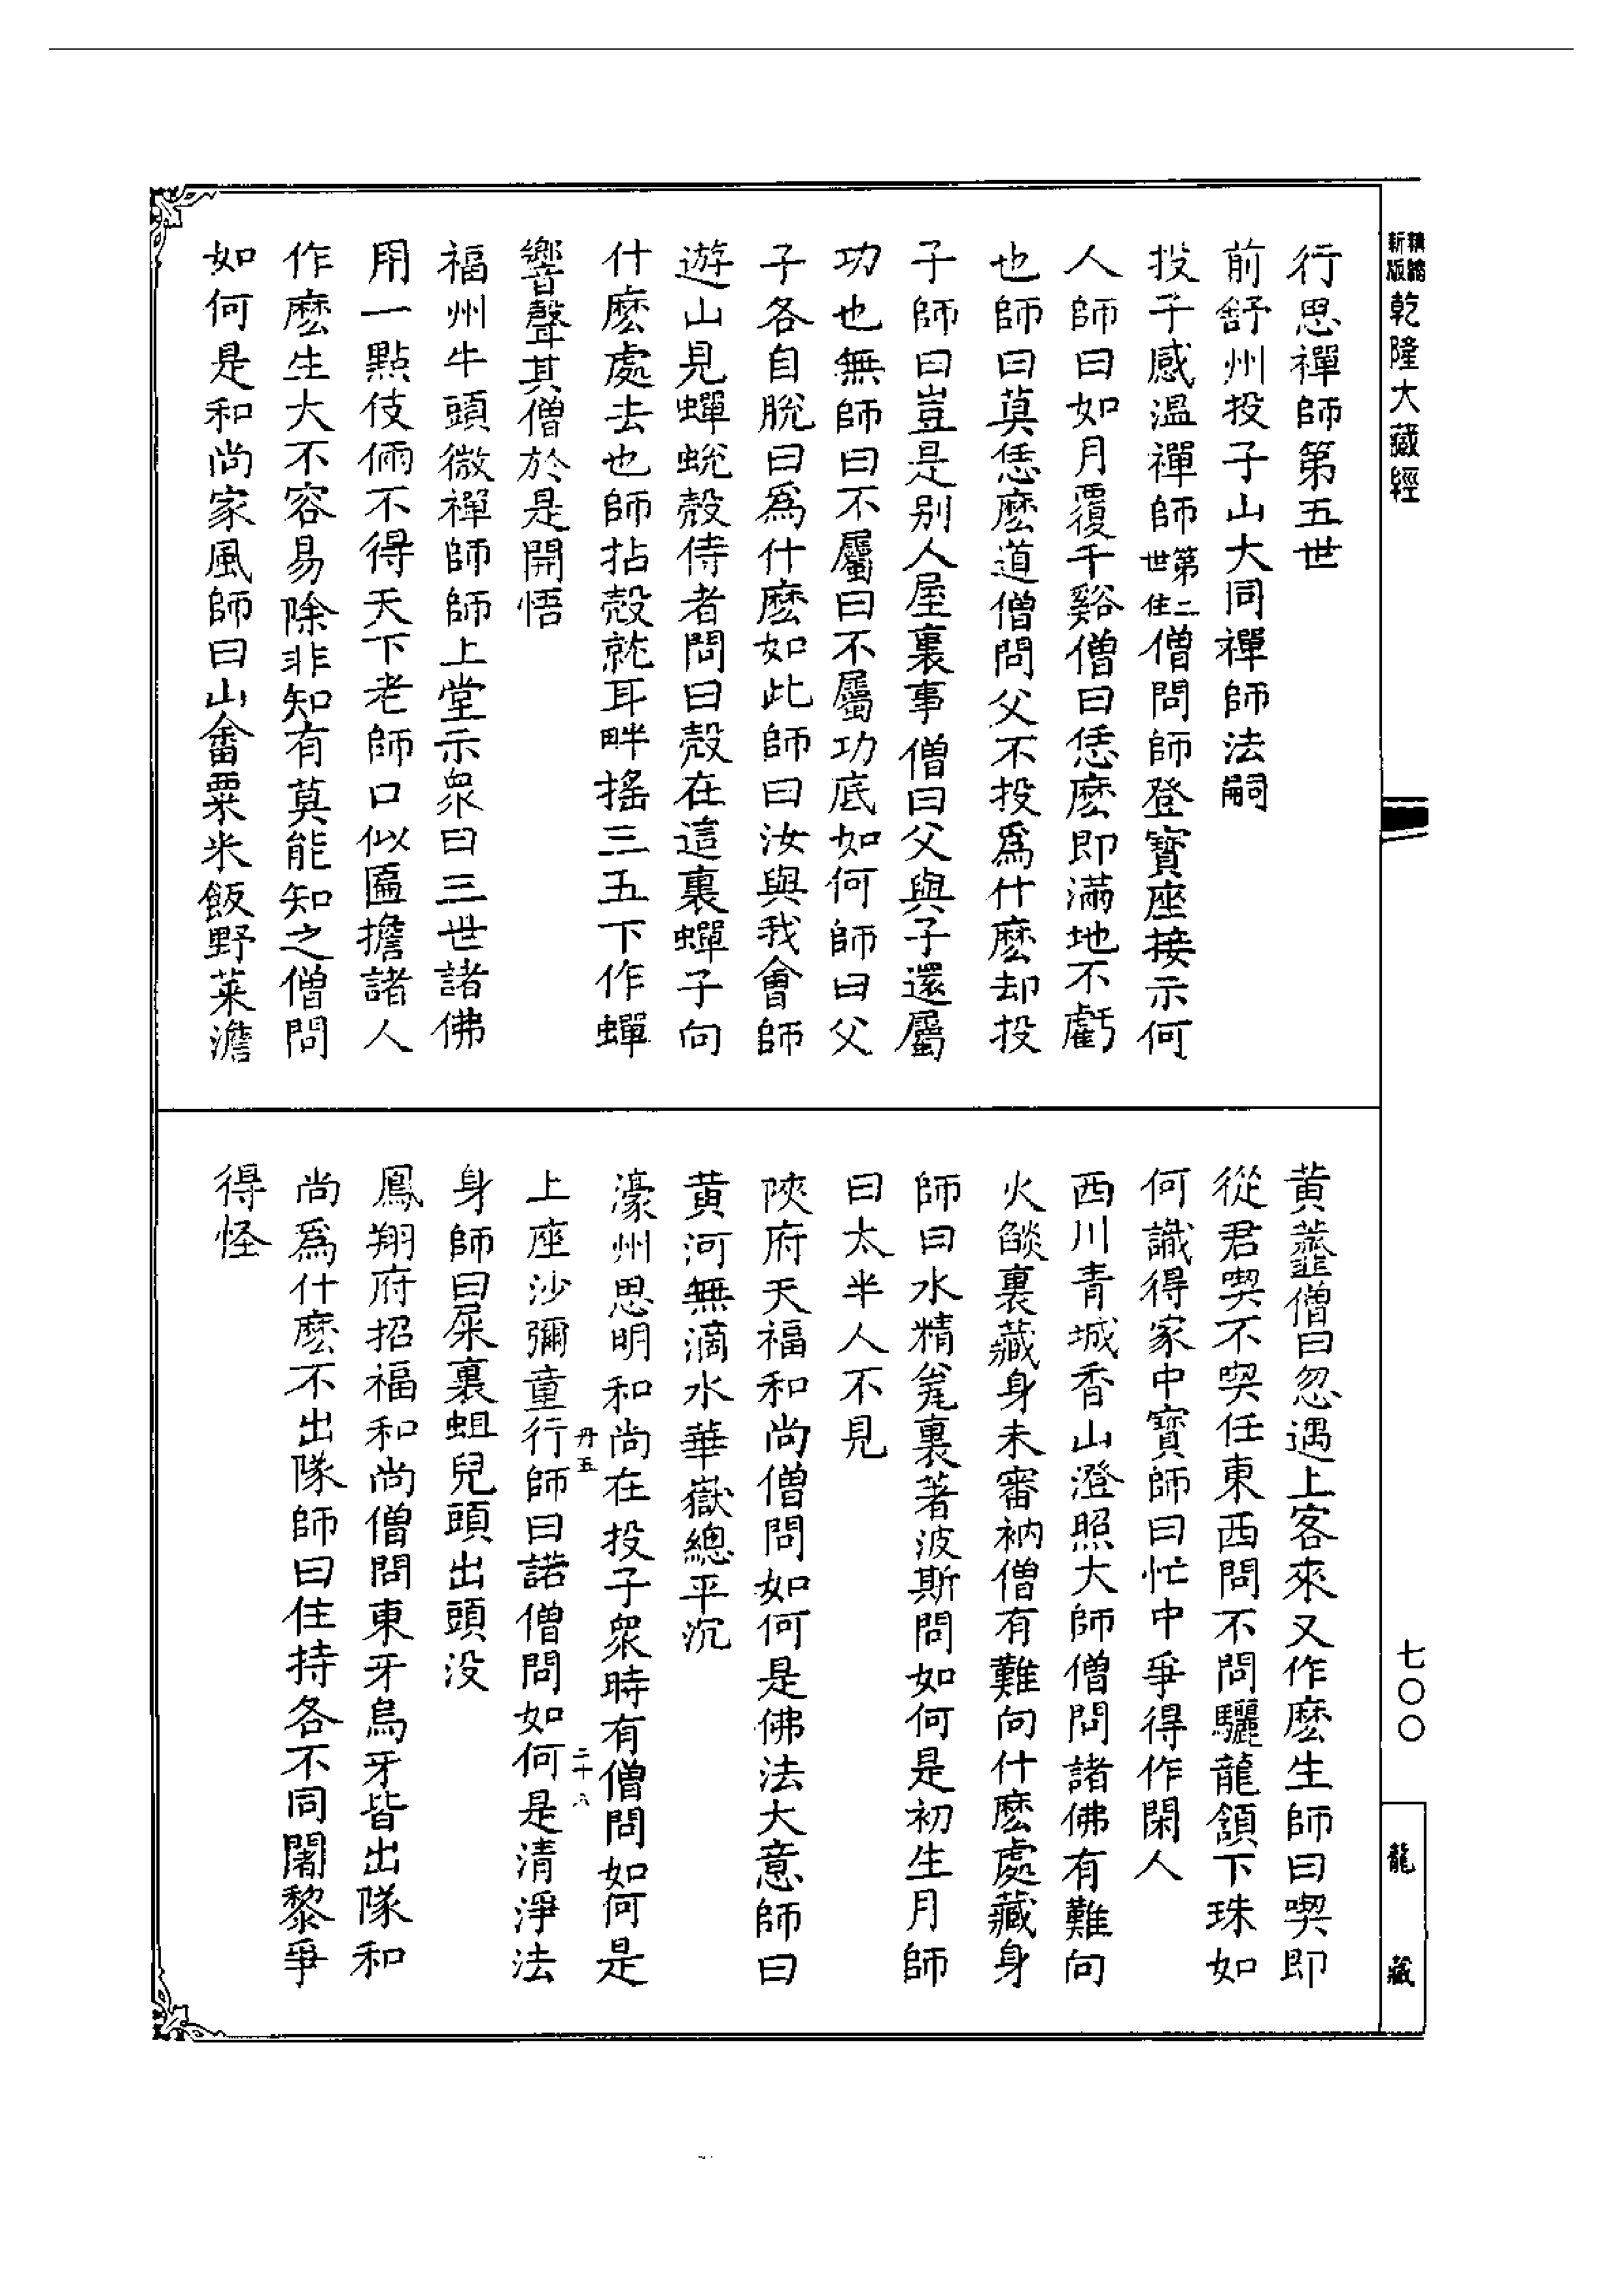 新版
乾隆大藏經
行思禪師第五世
前舒州投子山大同禪師法嗣
投子感溫禪師第二世住僧問師登寶座接示何
人師曰如月覆千谿僧曰恁麽即滿地不虧
也師曰莫恁麽道僧問父不投爲什麽却投
子師曰豈是别人屋裏事僧曰父與子還屬
功也無師曰不屬曰不屬功底如何師曰父
子各自脫曰爲什麽如此師曰汝與我會師
遊山見蟬蛻殼侍者問曰殼在這裏蟬子向
什麽處去也師拈殼就耳畔搖三五下作蟬
響聲其僧於是開悟
福州牛頭微禪師師上堂示衆曰三世諸佛
用一點伎倆不得天下老師口似匾擔諸人
作麽生大不容易除非知有莫能知之僧問
如何是和尚家風師曰山畬粟米飯野菜澹
黄虀僧曰忽遇上客來又作麽生師曰喫即
從君喫不喫任東西問不問驪龍頷下珠如
何識得家中寶師曰忙中爭得作閑人
西川青城香山澄照大師僧問諸佛有難向
火燄裏藏身未審衲僧有難向什麽處藏身
師曰水精瓮裏著波斯問如何是初生月師
曰太半人不見
陝府天福和尚僧問如何是佛法大意師曰
黄河無滴水華嶽總平沉
濠州思明和尚在投子衆時有僧問如何是
上座沙彌童行師曰諾僧問如何是清淨法
身師曰屎裏蛆兒頭出頭没
鳳翔府招福和尚僧問東牙烏牙皆出隊和
尚爲什麽不出隊師曰住持各不同闍黎爭
得怪
丹五
二十八
七〇〇
龍藏